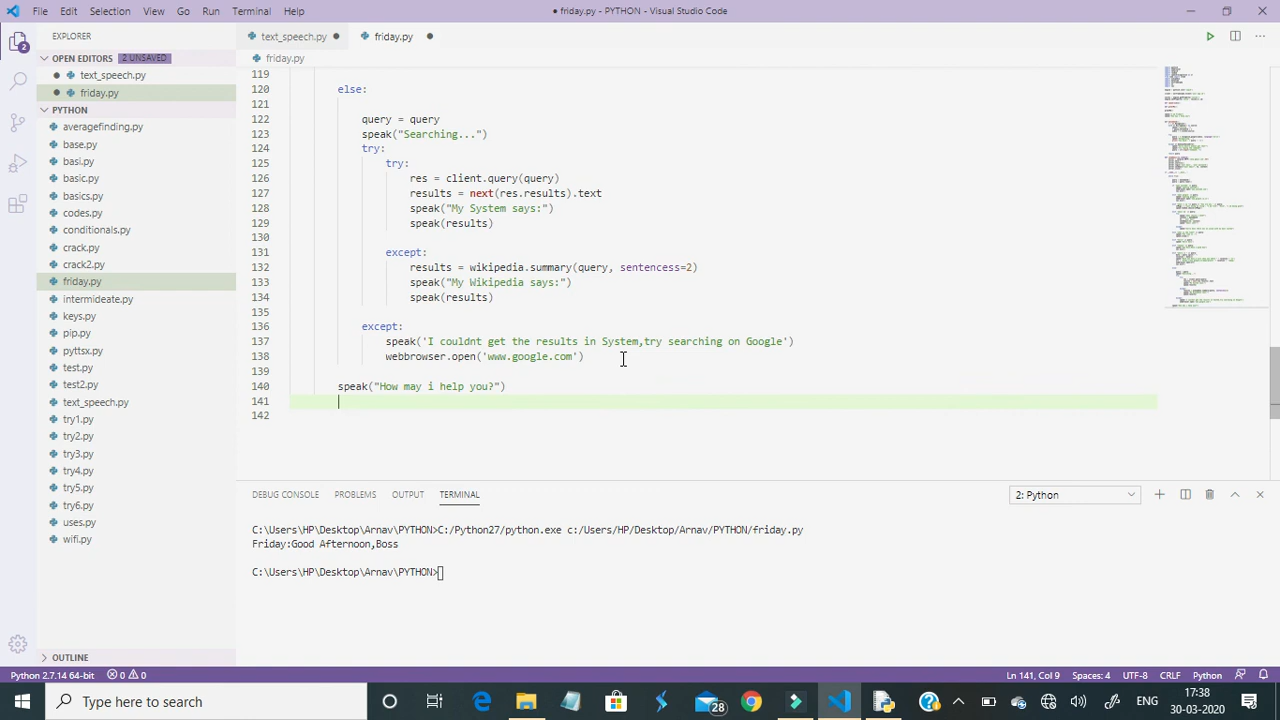 File Edit Selection View Go Run Terminal Help
● friday.py - PYTHON - Visual Studio Code
EXPLORER
text_speech.py
friday.py
OPEN EDITORS 2 UNSAVED
text_speech.py
friday.py
PYTHON
averagefinding.py
base.py
basi.py
basic.py
basics.py
codes.py
conditionals.py
crack.py
crack2.py
friday.py
intermideate.py
keys.py
pip.py
pyttsx.py
test.py
test2.py
text_speech.py
try1.py
try2.py
try3.py
try4.py
try5.py
try6.py
uses.py
wifi.py
OUTLINE
friday.py
119
120 else:
121
122 query = query
123 speak("Searching...")
124 try:
125 try:
126 res = client.query(query)
127 results = next(res.results).text
128 speak("My Sever says:")
129 speak(results)
130
131 except:
132 results = wikipedia.summary(query, sentencess=2)
133 speak("My Wikipedia says:")
134 speak(results)
135
136 except:
137 speak('I couldnt get the results in System,try searching on Google')
138 webbrowser.open('www.google.com')
139
140 speak("How may i help you?")
141
142
DEBUG CONSOLE PROBLEMS OUTPUT TERMINAL
2: Python
C:\Users\HP\Desktop\Arnav\PYTHON>C:/Python27/python.exe c:/Users/HP/Desktop/Arnav/PYTHON/friday.py
Friday:Good Afternoon,Boss
C:\Users\HP\Desktop\Arnav\PYTHON>
Python 2.7.14 64-bit 0 0
Ln 141, Col 9 Spaces: 4 UTF-8 CRLF Python
Type here to search
28
ENG
17:38
30-03-2020